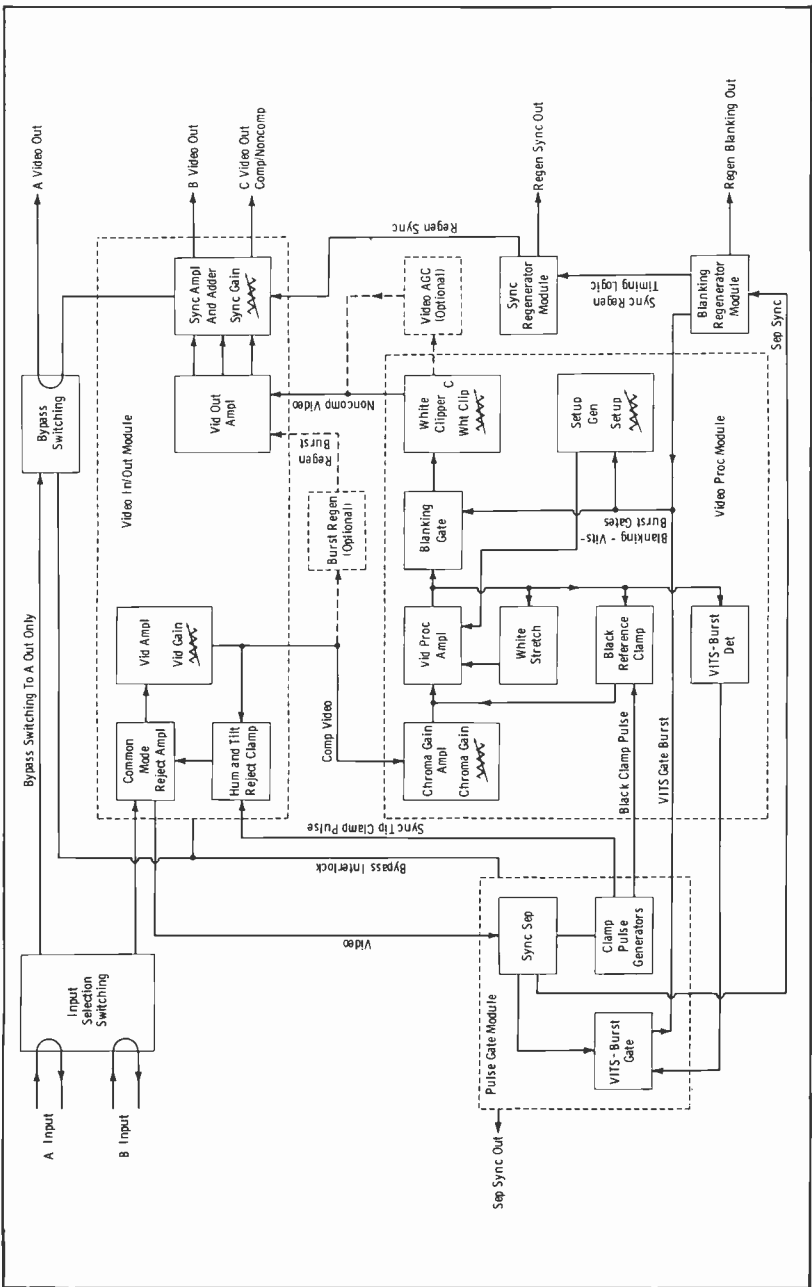 A Input
B Input
Input
Selection
Switching
Bypass Switching To A Out Only
Bypass
Switching
A Video Out
Video In/Out Module
Common
Mode
Reject Ampl
Vid Ampl
Vid Gain
Hum and Tilt
Reject Clamp
Vid Out
Ampl
Sync Ampl
And Adder
Sync Gain
B Video Out
C Video Out
Comp/Noncomp
Bypass Interlock
Sync Tip Clamp Pulse
Video
Comp Video
Burst Regen
(Optional)
Regen
Burst
Noncomp Video
Video AGC
(Optional)
Regen Sync
Sync
Regenerator
Module
Regen Sync Out
Sync Regen
Timing Logic
Blanking
Regenerator
Module
Regen Blanking Out
Sep Sync
Chroma Gain
Ampl
Chroma Gain
Vid Proc
Ampl
White
Stretch
Black
Reference
Clamp
VITS-Burst
Det
Blanking
Gate
White
Clipper C
Wht Clip
Setup
Gen
Setup
Blanking - Vits-
Burst Gates
Video Proc Module
Black Clamp Pulse
VITS Gate Burst
Pulse Gate Module
Sync Sep
Clamp
Pulse
Generators
VITS-Burst
Gate
Sep Sync Out